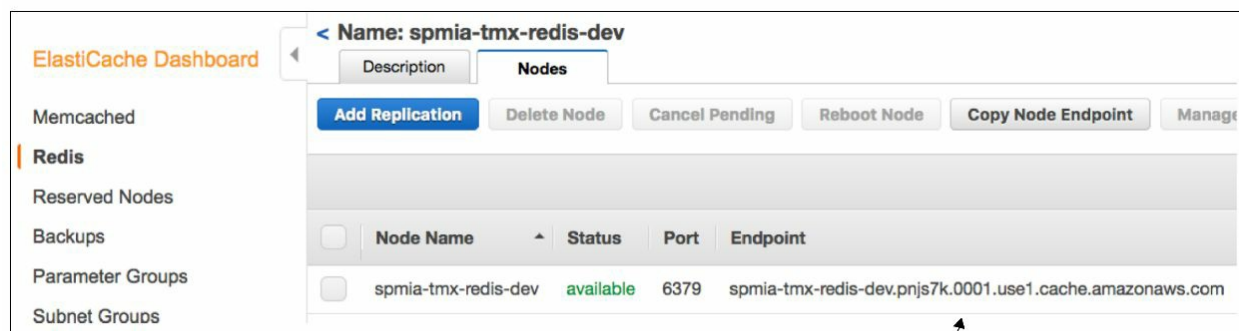 ElastiCache Dashboard
Memcached
Redis
Reserved Nodes
Backups
Parameter Groups
Subnet Groups
< Name: spmia-tmx-redis-dev
Description Nodes
Add Replication Delete Node Cancel Pending Reboot Node Copy Node Endpoint Manage
Node Name Status Port Endpoint
spmia-tmx-redis-dev available 6379 spmia-tmx-redis-dev.pnjs7k.0001.use1.cache.amazonaws.com